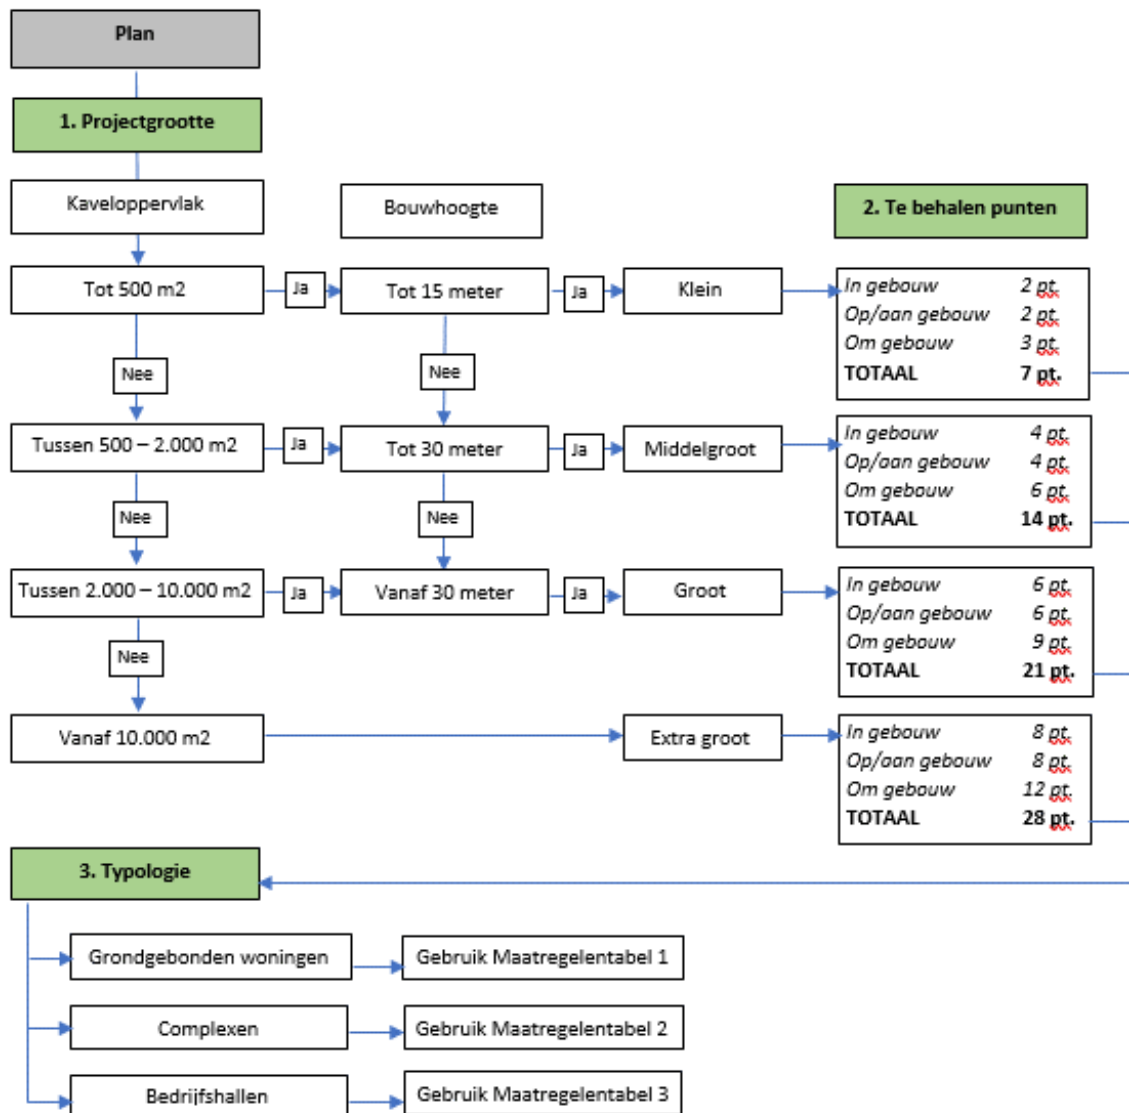 Plan
1. Projectgrootte
Kaveloppervlak
Bouwhoogte
2. Te behalen punten
Tot 500 m2
Ja
Tot 15 meter
Ja
Klein
In gebouw 2 pt.
Op/aan gebouw 2 pt.
Om gebouw 3 pt.
TOTAAL 7 pt.
Nee
Nee
Tussen 500 – 2.000 m2
Ja
Tot 30 meter
Ja
Middelgroot
In gebouw 4 pt.
Op/aan gebouw 4 pt.
Om gebouw 6 pt.
TOTAAL 14 pt.
Nee
Nee
Tussen 2.000 – 10.000 m2
Ja
Vanaf 30 meter
Ja
Groot
In gebouw 6 pt.
Op/aan gebouw 6 pt.
Om gebouw 9 pt.
TOTAAL 21 pt.
Nee
Vanaf 10.000 m2
Extra groot
In gebouw 8 pt.
Op/aan gebouw 8 pt.
Om gebouw 12 pt.
TOTAAL 28 pt.
3. Typologie
Grondgebonden woningen
Gebruik Maatregelentabel 1
Complexen
Gebruik Maatregelentabel 2
Bedrijfshallen
Gebruik Maatregelentabel 3